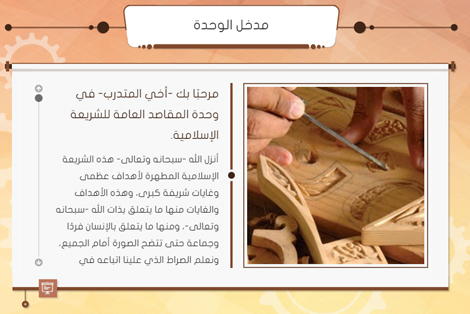 مدخل الوحدة
مرحبًا بك -أخي المتدرب- في
وحدة المقاصد العامة للشريعة
الإسلامية.
أنزل الله -سبحانه وتعالى- هذه الشريعة
الإسلامية المطهرة لأهداف عظمى
وغايات شريفة كبرى، وهذه الأهداف
والغايات منها ما يتعلق بذات الله -سبحانه
وتعالى-، ومنها ما يتعلق بالإنسان فردًا
وجماعة حتى تتضح الصورة أمام الجميع،
ونعلم الصراط الذي علينا اتباعه في